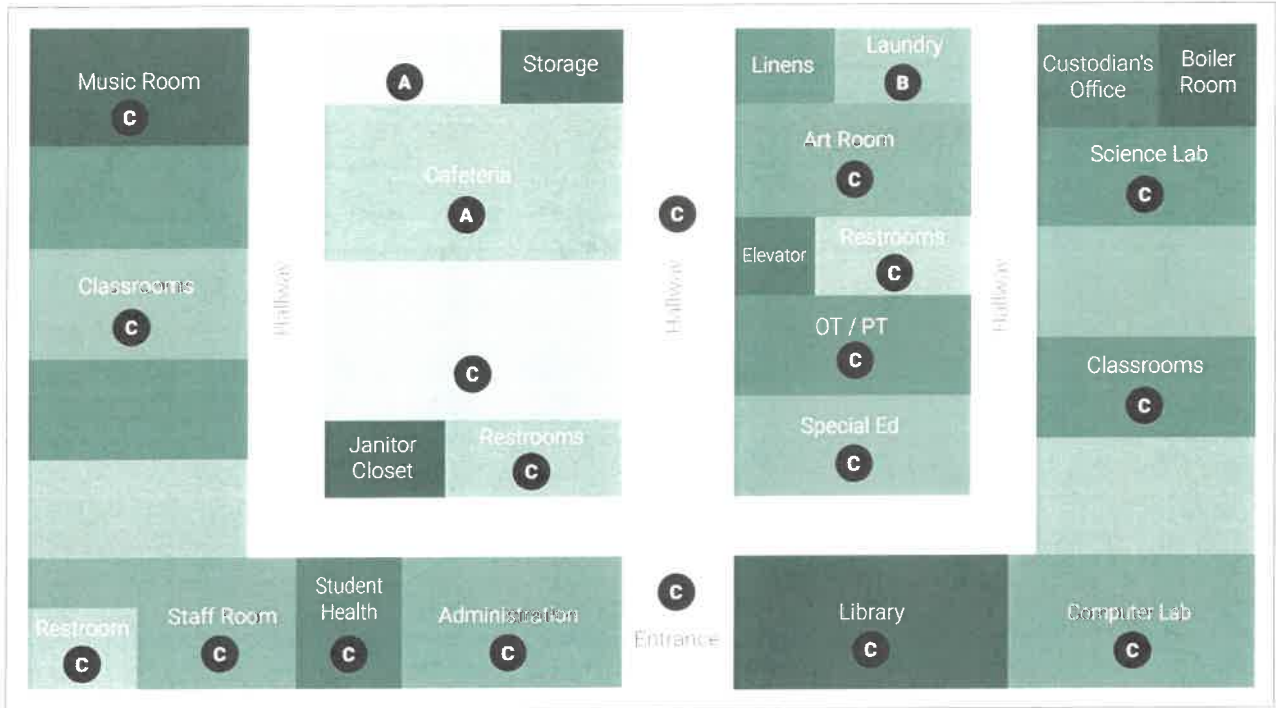 Music Room
C
A
Storage
Linens
Laundry
B
Custodian's
Office
Boiler
Room
Cafeteria
A
Art Room
C
Science Lab
C
Classrooms
C
Hallway
C
Hallway
Elevator
Restrooms
C
Hallway
C
OT / PT
C
Classrooms
C
Janitor
Closet
Restrooms
C
Special Ed
C
Restroom
C
Staff Room
C
Student
Health
C
Administration
C
C
Entrance
Library
C
Computer Lab
C